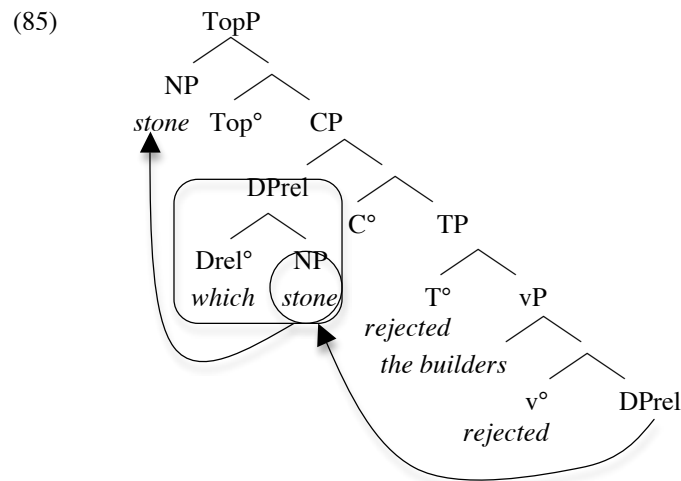 (85) TopP
NP
stone Top° CP
DPrel
C° TP
Drel° NP
which stone T° vP
rejected
the builders
v° DPrel
rejected